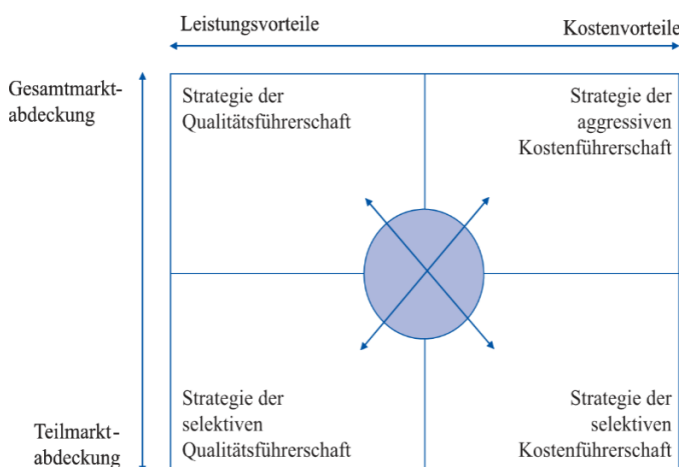 Leistungsvorteile
Kostenvorteile
Gesamtmarkt-
abdeckung
Strategie der
Qualitätsführerschaft
Strategie der
aggressiven
Kostenführerschaft
Teilmarkt-
abdeckung
Strategie der
selektiven
Qualitätsführerschaft
Strategie der
selektiven
Kostenführerschaft